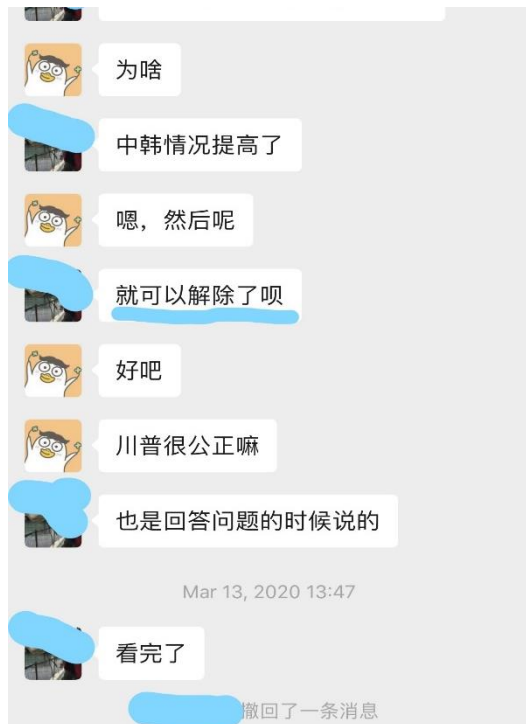 为啥
中韩情况提高了
嗯，然后呢
就可以解除了呗
好吧
川普很公正嘛
也是回答问题的时候说的
Mar 13, 2020 13:47
看完了
撤回了一条消息